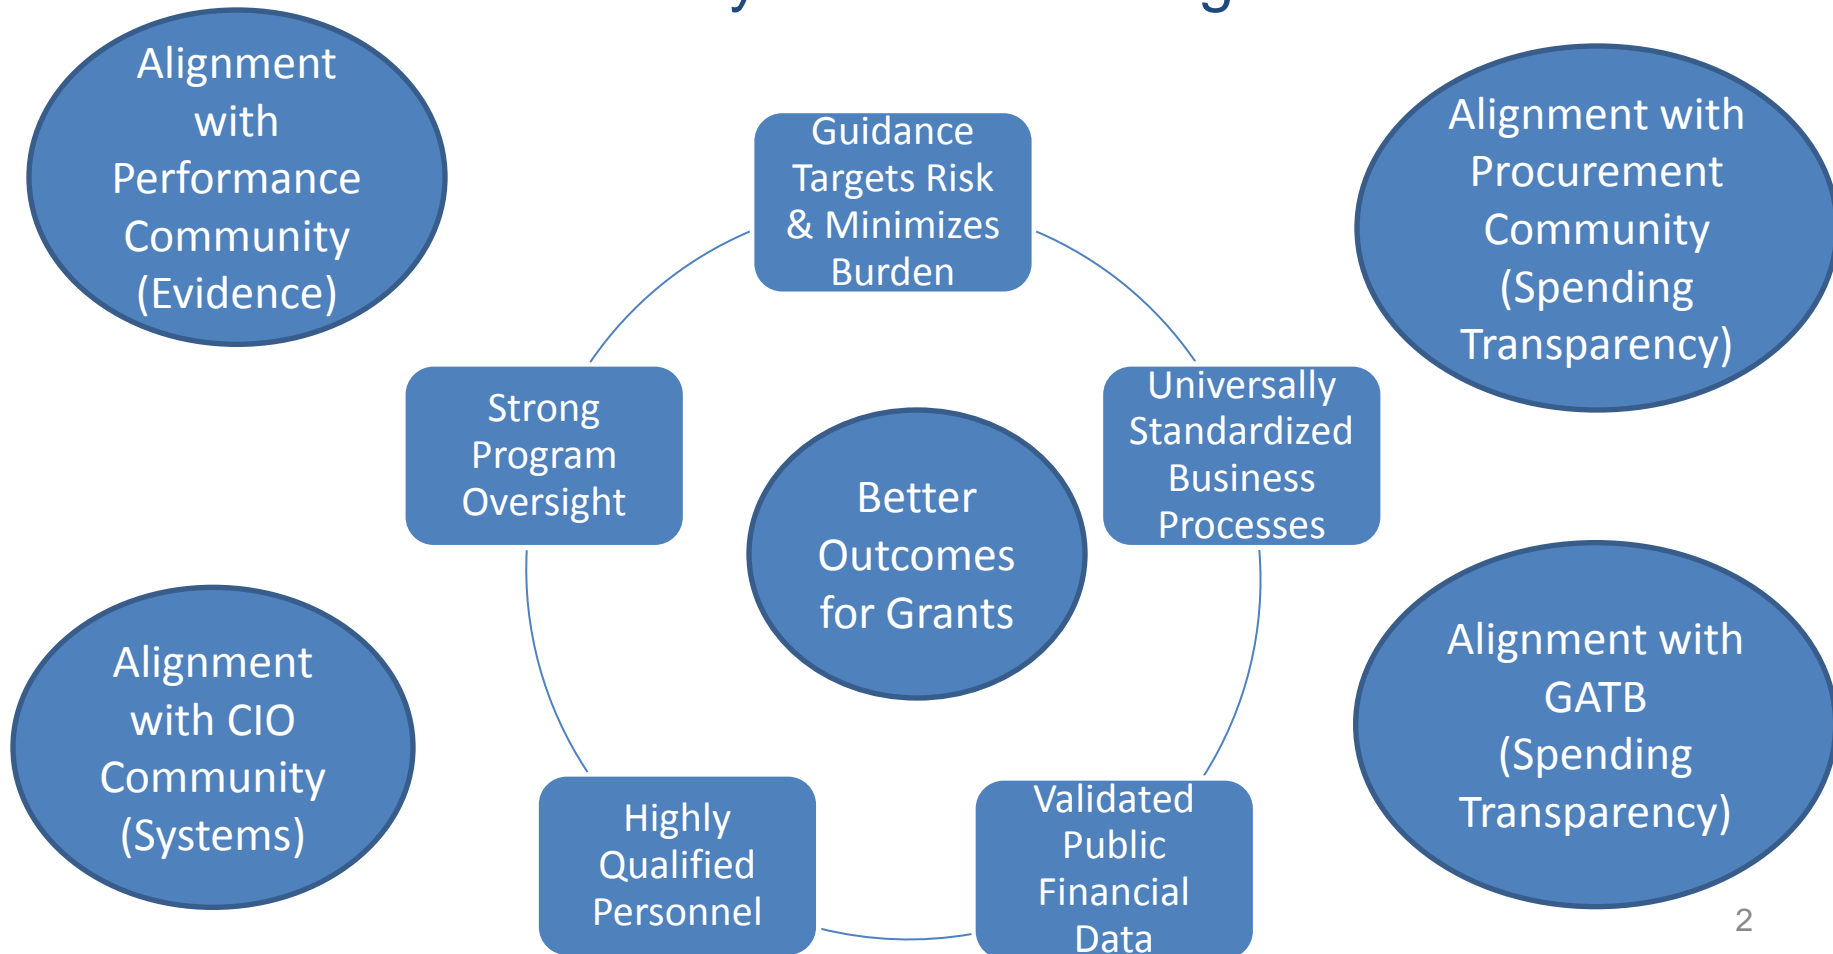 Alignment
with
Performance
Community
(Evidence)
Guidance
Targets Risk
& Minimizes
Burden
Alignment with
Procurement
Community
(Spending
Transparency)
Strong
Program
Oversight
Universally
Standardized
Business
Processes
Better
Outcomes
for Grants
Alignment
with CIO
Community
(Systems)
Alignment with
GATB
(Spending
Transparency)
Highly
Qualified
Personnel
Validated
Public
Financial
Data
2